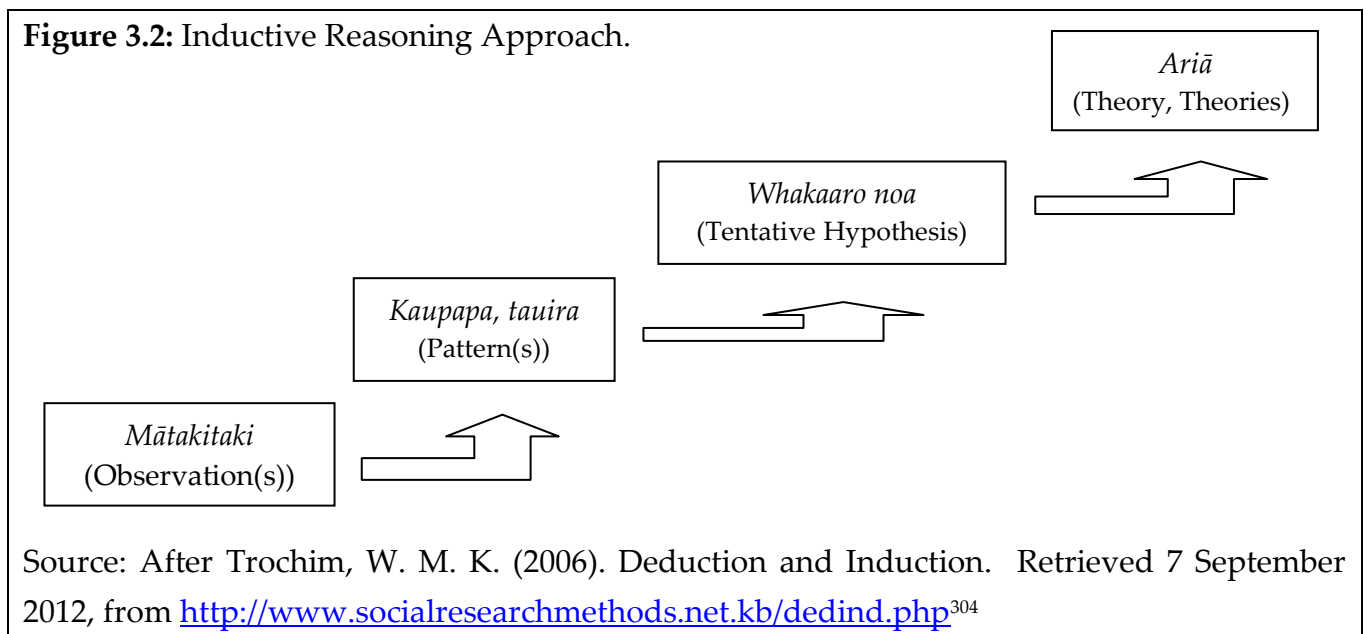 Figure 3.2: Inductive Reasoning Approach.
Ariā
(Theory, Theories)
Whakaaro noa
(Tentative Hypothesis)
Kaupapa, tauira
(Pattern(s))
Mātakitaki
(Observation(s))
Source: After Trochim, W. M. K. (2006). Deduction and Induction. Retrieved 7 September
2012, from http://www.socialresearchmethods.net.kb/dedind.php304